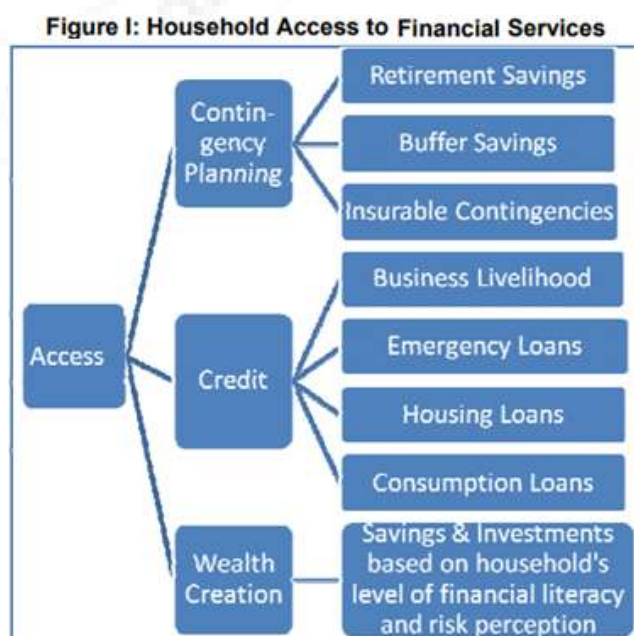 Figure I: Household Access to Financial Services
Access
Contin-
gency
Planning
Retirement Savings
Buffer Savings
Insurable Contingencies
Credit
Business Livelihood
Emergency Loans
Housing Loans
Consumption Loans
Wealth
Creation
Savings & Investments
based on household's
level of financial literacy
and risk perception